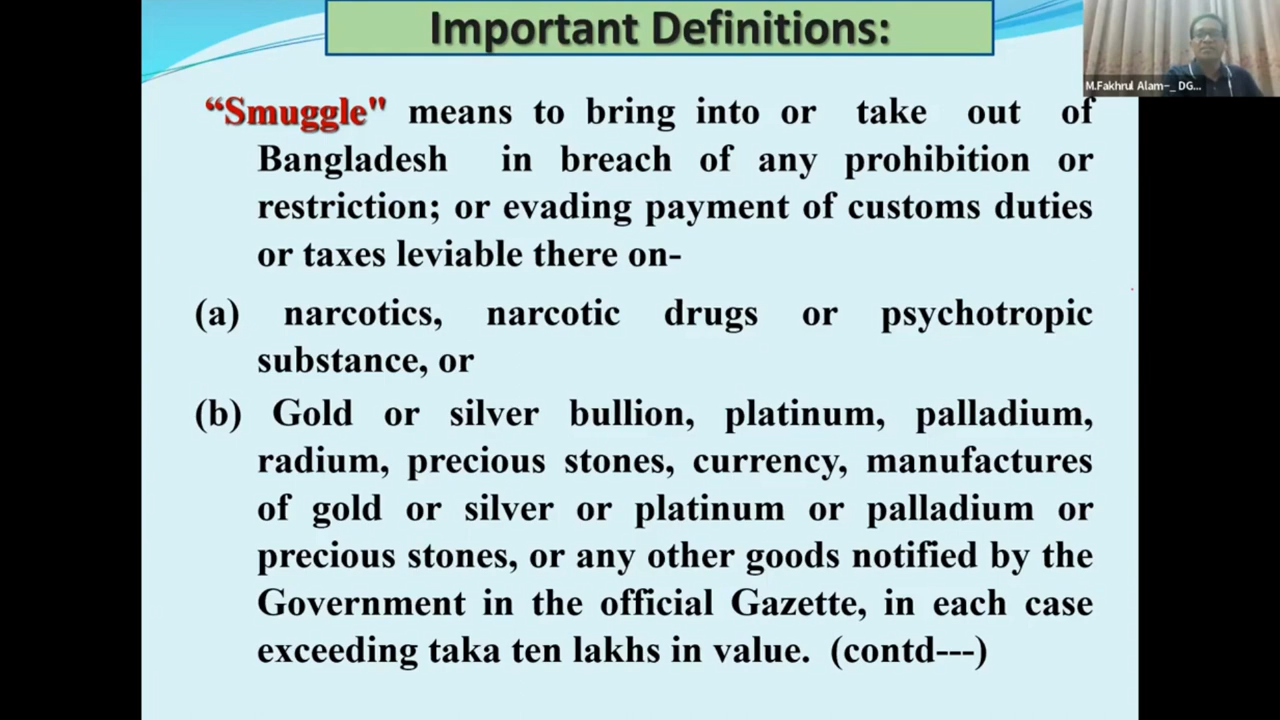 Important Definitions:
M.Fakhrul Alam-_ DG...
“Smuggle" means to bring into or take out of
Bangladesh in breach of any prohibition or
restriction; or evading payment of customs duties
or taxes leviable there on-
(a) narcotics, narcotic drugs or psychotropic
substance, or
(b) Gold or silver bullion, platinum, palladium,
radium, precious stones, currency, manufactures
of gold or silver or platinum or palladium or
precious stones, or any other goods notified by the
Government in the official Gazette, in each case
exceeding taka ten lakhs in value. (contd---)